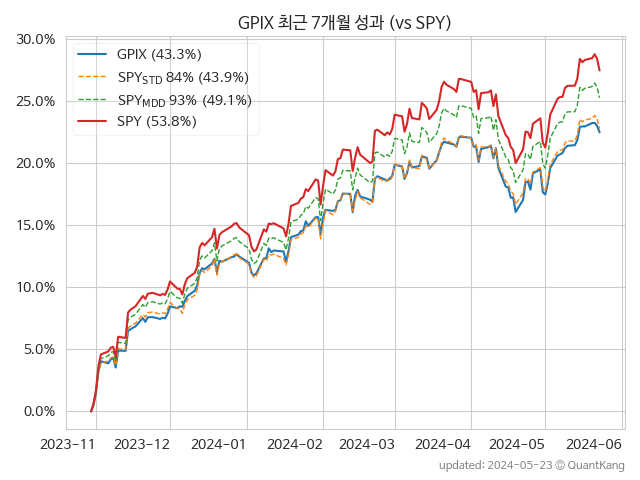 GPIX 최근 7개월 성과 (vs SPY)
30.0%
25.0%
20.0%
15.0%
10.0%
5.0%
0.0%
GPIX (43.3%)
SPY_STD 84% (43.9%)
SPY_MDD 93% (49.1%)
SPY (53.8%)
2023−11 2023−12 2024−01 2024−02 2024−03 2024−04 2024−05 2024−06
updated: 2024-05-23 © QuantKang